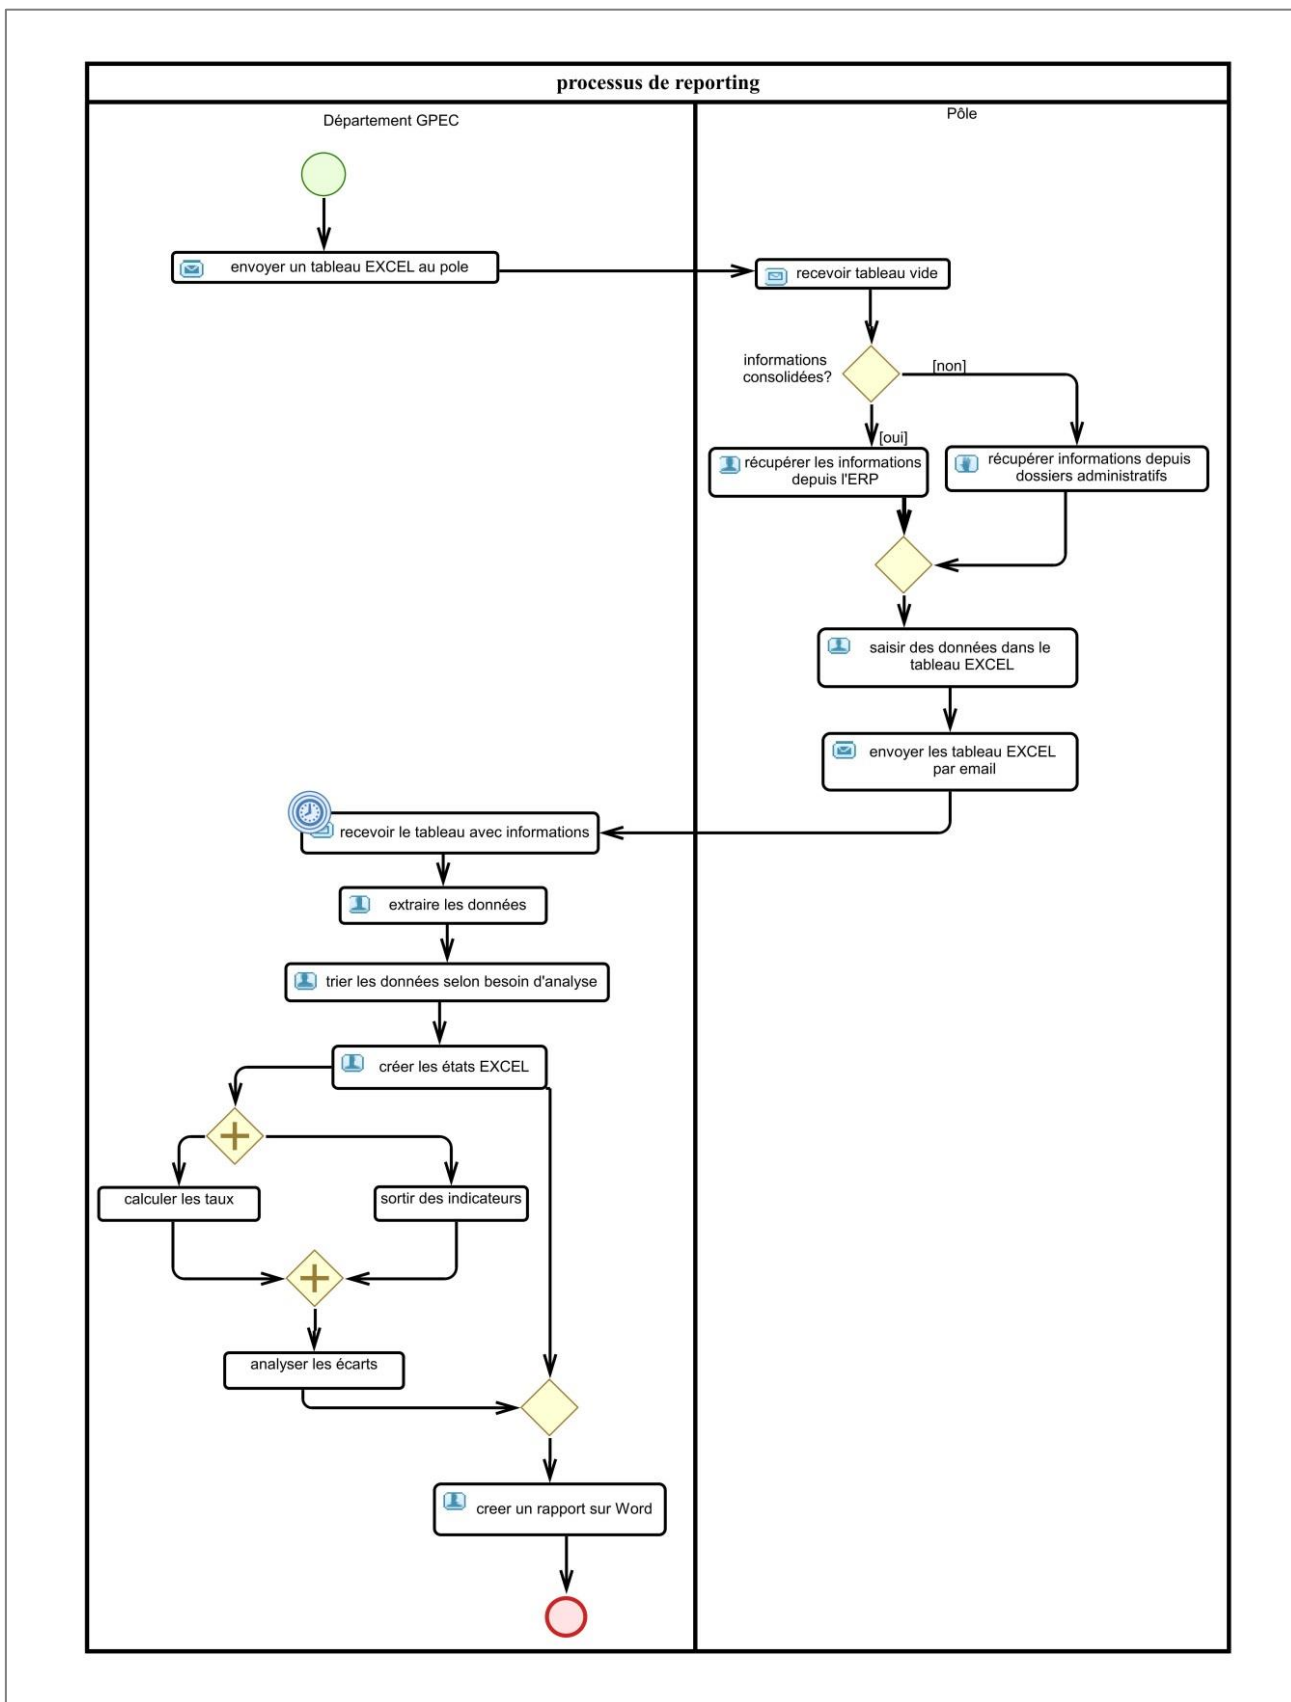 processus de reporting
Département GPEC
Pôle
envoyer un tableau EXCEL au pole
recevoir tableau vide
informations
consolidées?
[non]
[oui]
récupérer les informations
depuis l'ERP
récupérer informations depuis
dossiers administratifs
saisir des données dans le
tableau EXCEL
envoyer les tableau EXCEL
par email
recevoir le tableau avec informations
extraire les données
trier les données selon besoin d'analyse
créer les états EXCEL
calculer les taux
sortir des indicateurs
analyser les écarts
creer un rapport sur Word